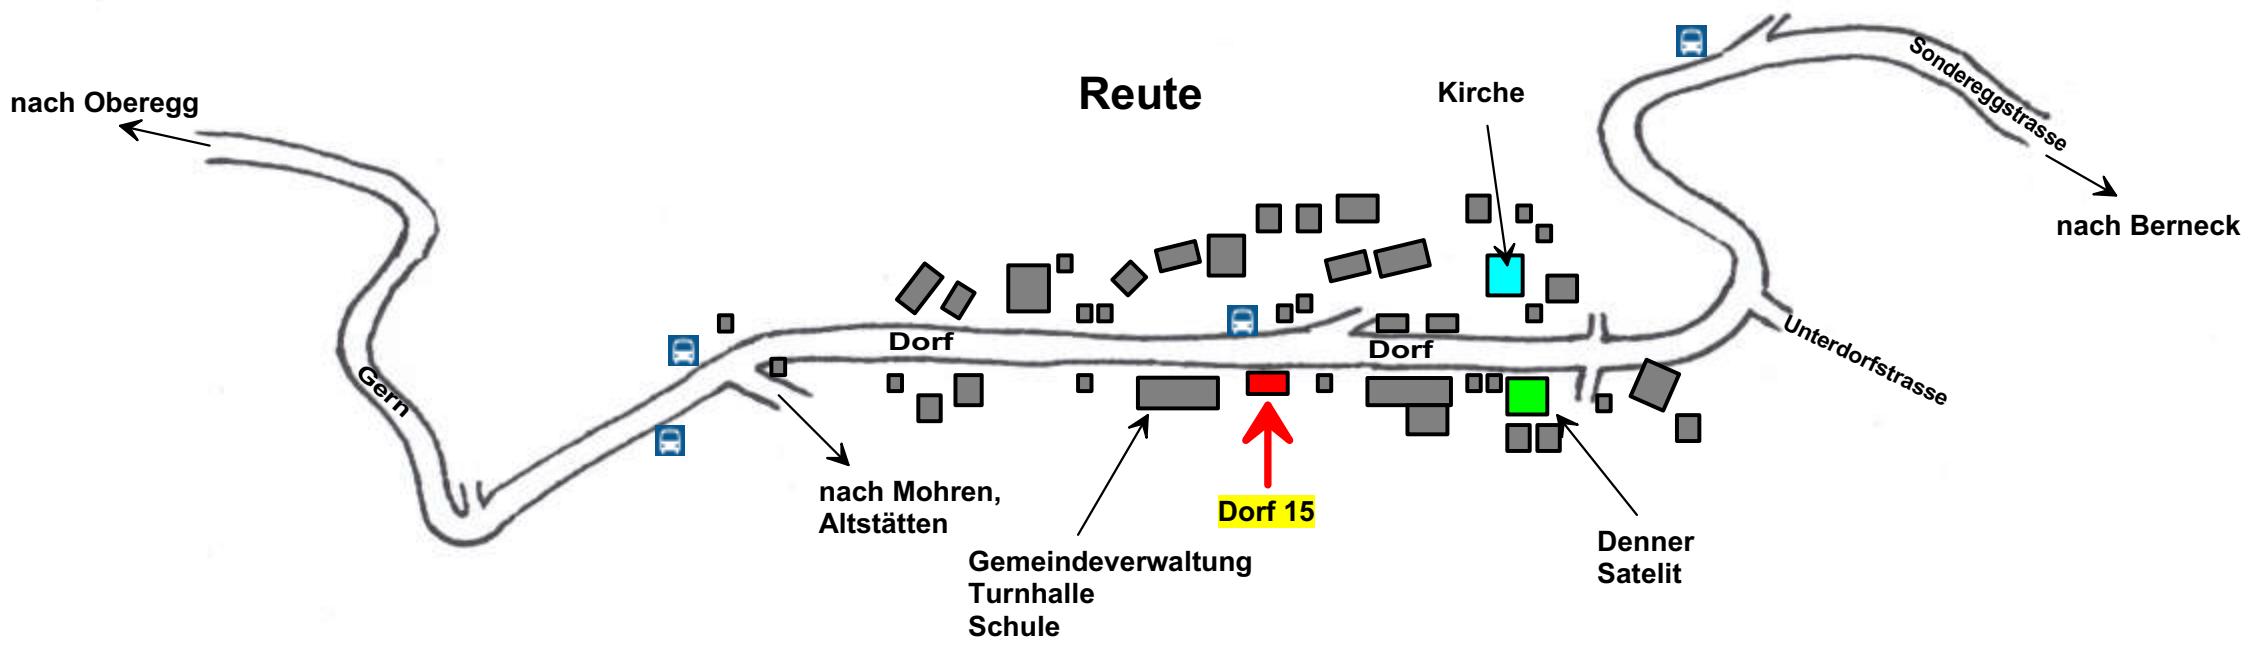 Reute
Kirche
nach Oberegg
Sondereggstrasse
nach Berneck
Dorf
Dorf
Unterdorfstrasse
Gern
nach Mohren,
Altstätten
Dorf 15
Gemeindeverwaltung
Turnhalle
Schule
Denner
Satelit